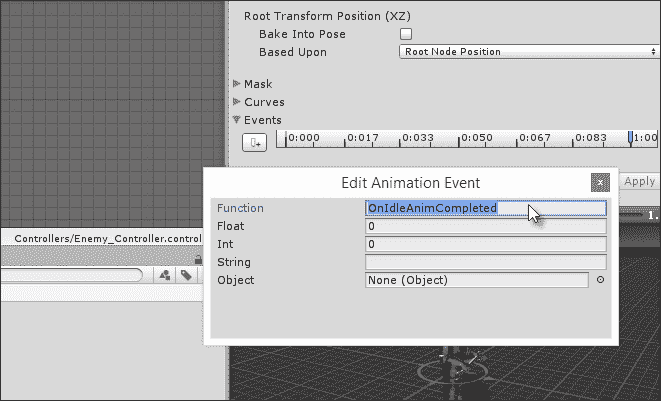 Root Transform Position (XZ)
Bake Into Pose
Based Upon Root Node Position
Mask
Curves
Events
0:000 0:017 0:033 0:050 0:067 0:083 1:00
Edit Animation Event x
Apply
Function OnIdleAnimCompleted
Float 0
1.
Int 0
Controllers/Enemy_Controller.control
String
Object None (Object)